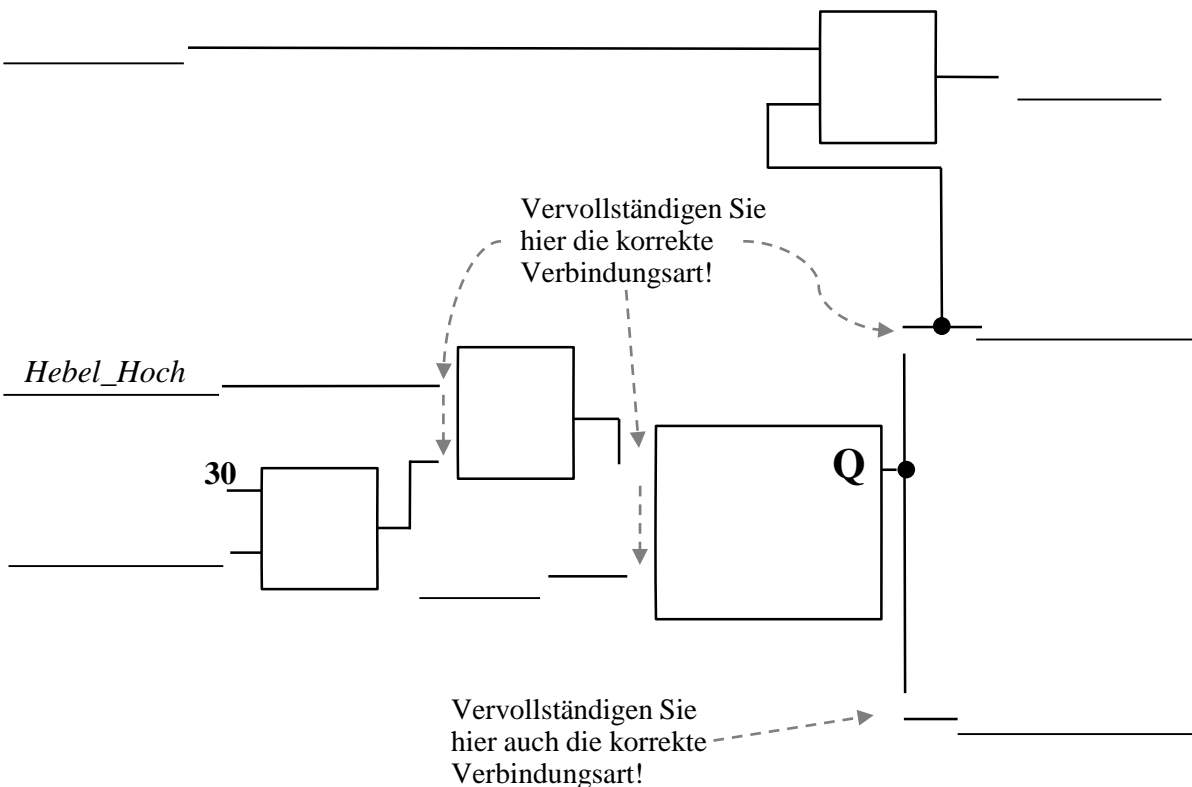 Vervollständigen Sie
hier die korrekte
Verbindungsart!
Hebel_Hoch
30
Q
Vervollständigen Sie
hier auch die korrekte
Verbindungsart!